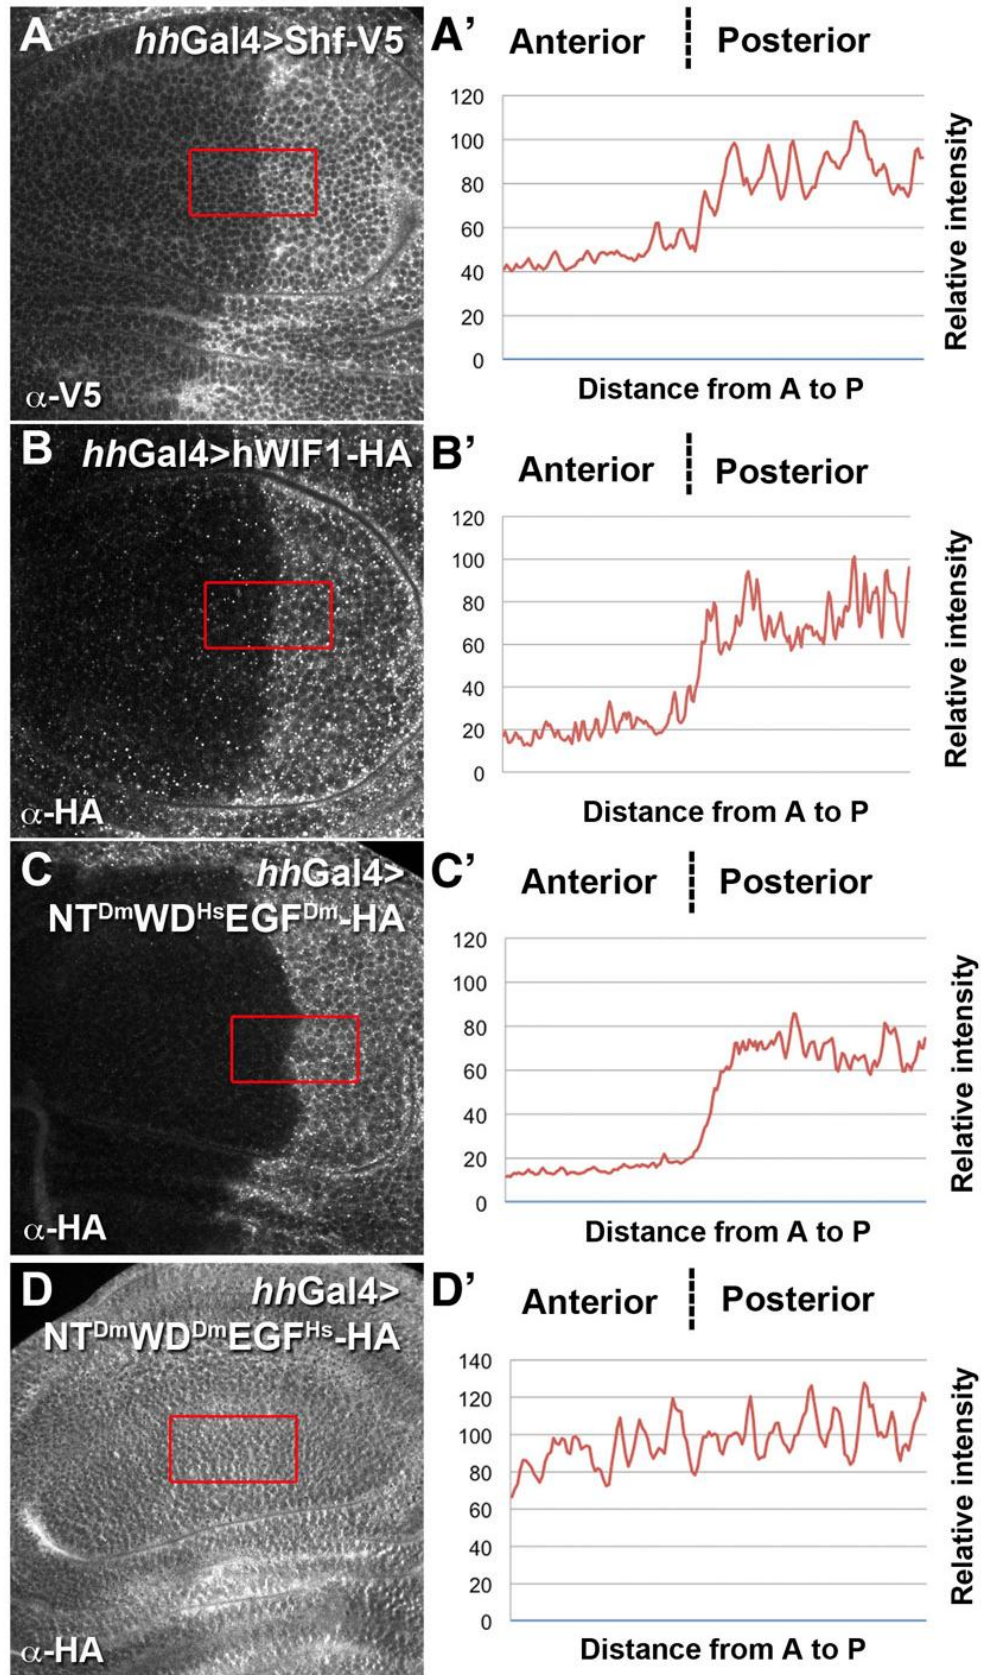 A
hhGal4>Shf-V5
α-V5
A’
Anterior
Posterior
120
100
80
60
40
20
0
Relative intensity
Distance from A to P
B
hhGal4>hWIF1-HA
α-HA
B’
Anterior
Posterior
120
100
80
60
40
20
0
Relative intensity
Distance from A to P
C
hhGal4>
NTDmWDHsEGFDm-HA
α-HA
C’
Anterior
Posterior
120
100
80
60
40
20
0
Relative intensity
Distance from A to P
D
hhGal4>
NTDmWDDmEGFHs-HA
α-HA
D’
Anterior
Posterior
140
120
100
80
60
40
20
0
Relative intensity
Distance from A to P